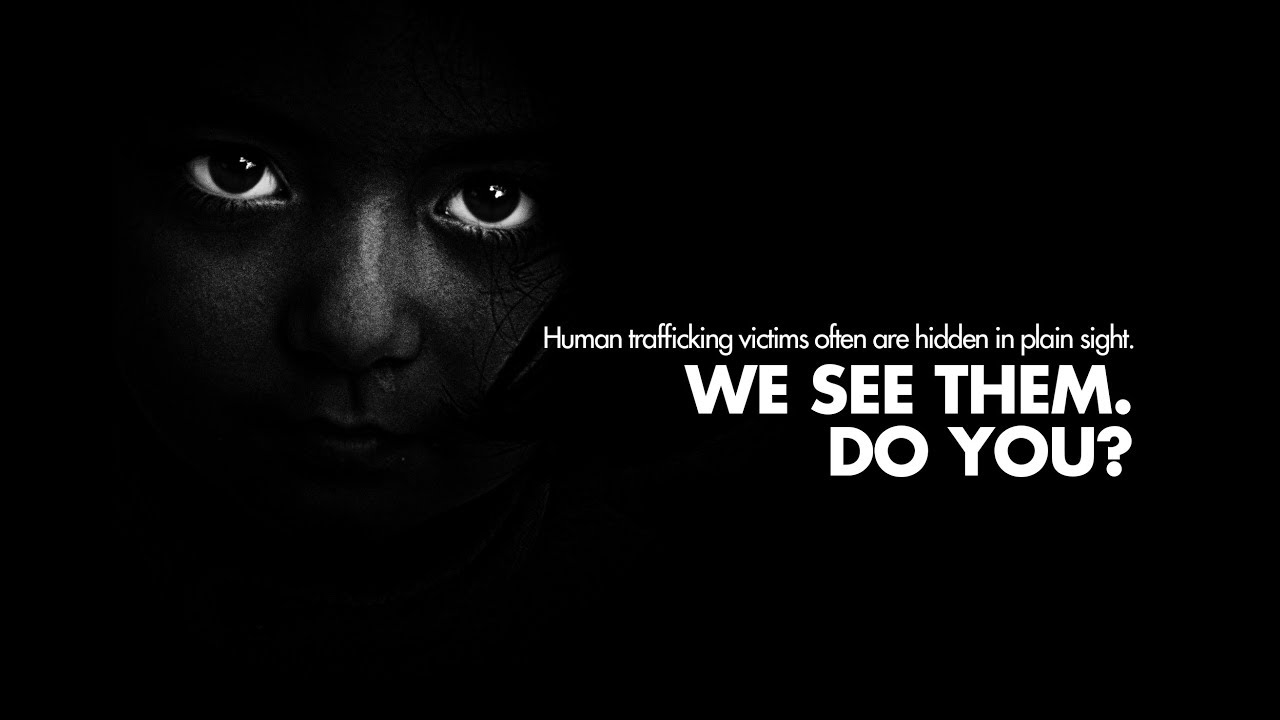 Human trafficking victims often are hidden in plain sight.
WE SEE THEM.
DO YOU?